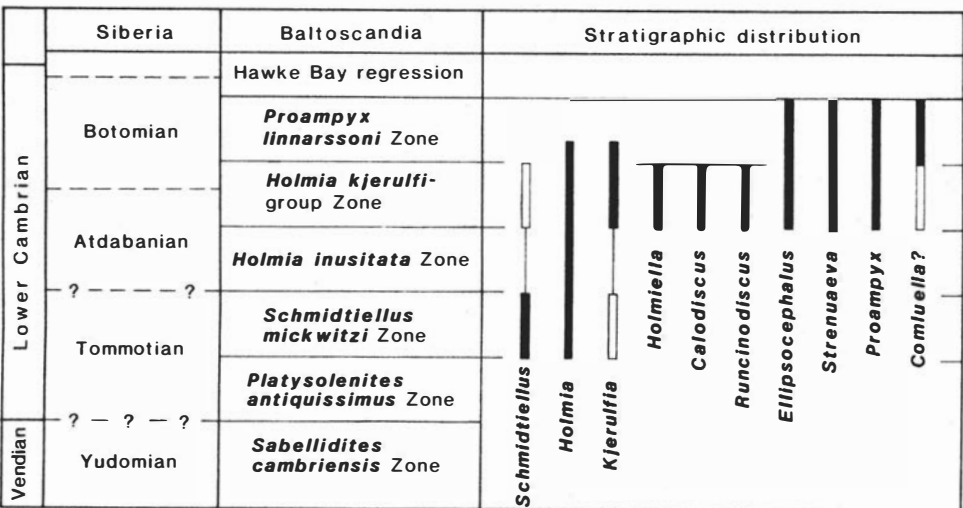 Siberia
Baltoscandia
Stratigraphic distribution
Lower Cambrian
Vendian
Botomian
Atdabanian
? ?
Tommotian
? — ? — ?
Yudomian
Hawke Bay regression
Proampyx
linnarssoni Zone
Holmia kjerulfi-
group Zone
Holmia inusitata Zone
Schmidtiellus
mickwitzi Zone
Platysolenites
antiquissimus Zone
Sabellidites
cambriensis Zone
Schmidtiellus
Holmia
Kjerulfia
Holmiella
Calodiscus
Runcinodiscus
Ellipsocephalus
Strenuaeva
Proampyx
Comluella?